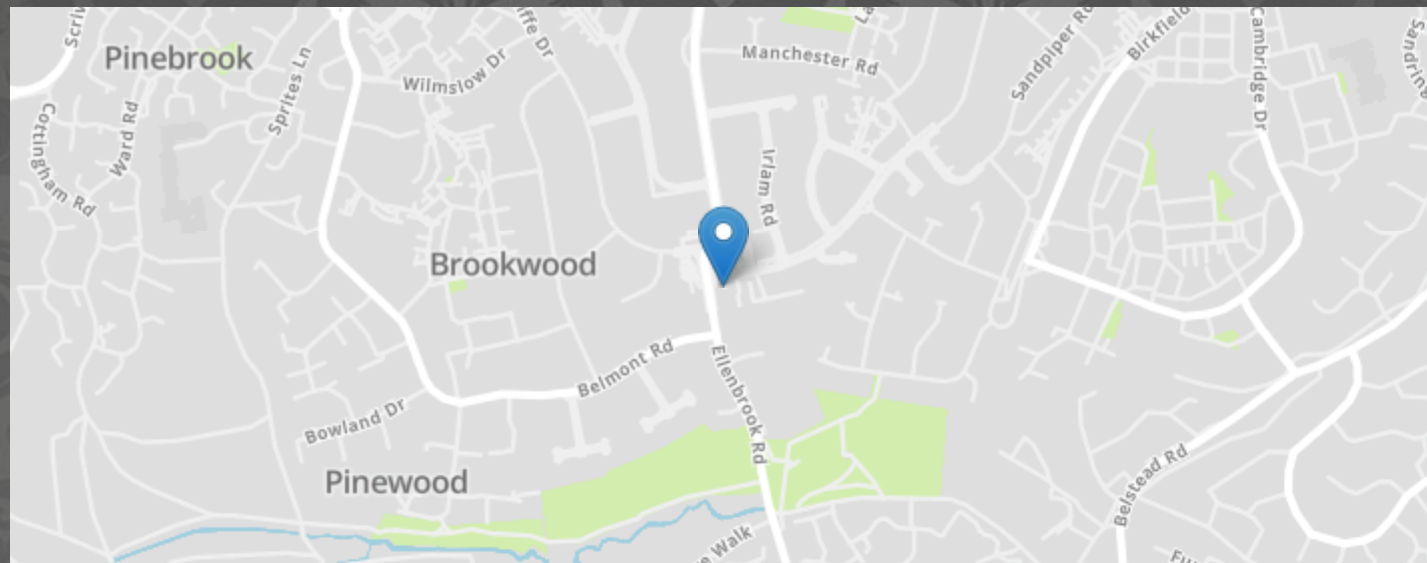 Pinebrook
Sprites Ln
Wilmslow Dr
Manchester Rd
Sandpiper Rd
Cambridge Dr
Cottingham Rd
Ward Rd
Irlam Rd
Brookwood
Belmont Rd
Ellenbrook Rd
Bowland Dr
Pinewood
Belstead Rd
Walk